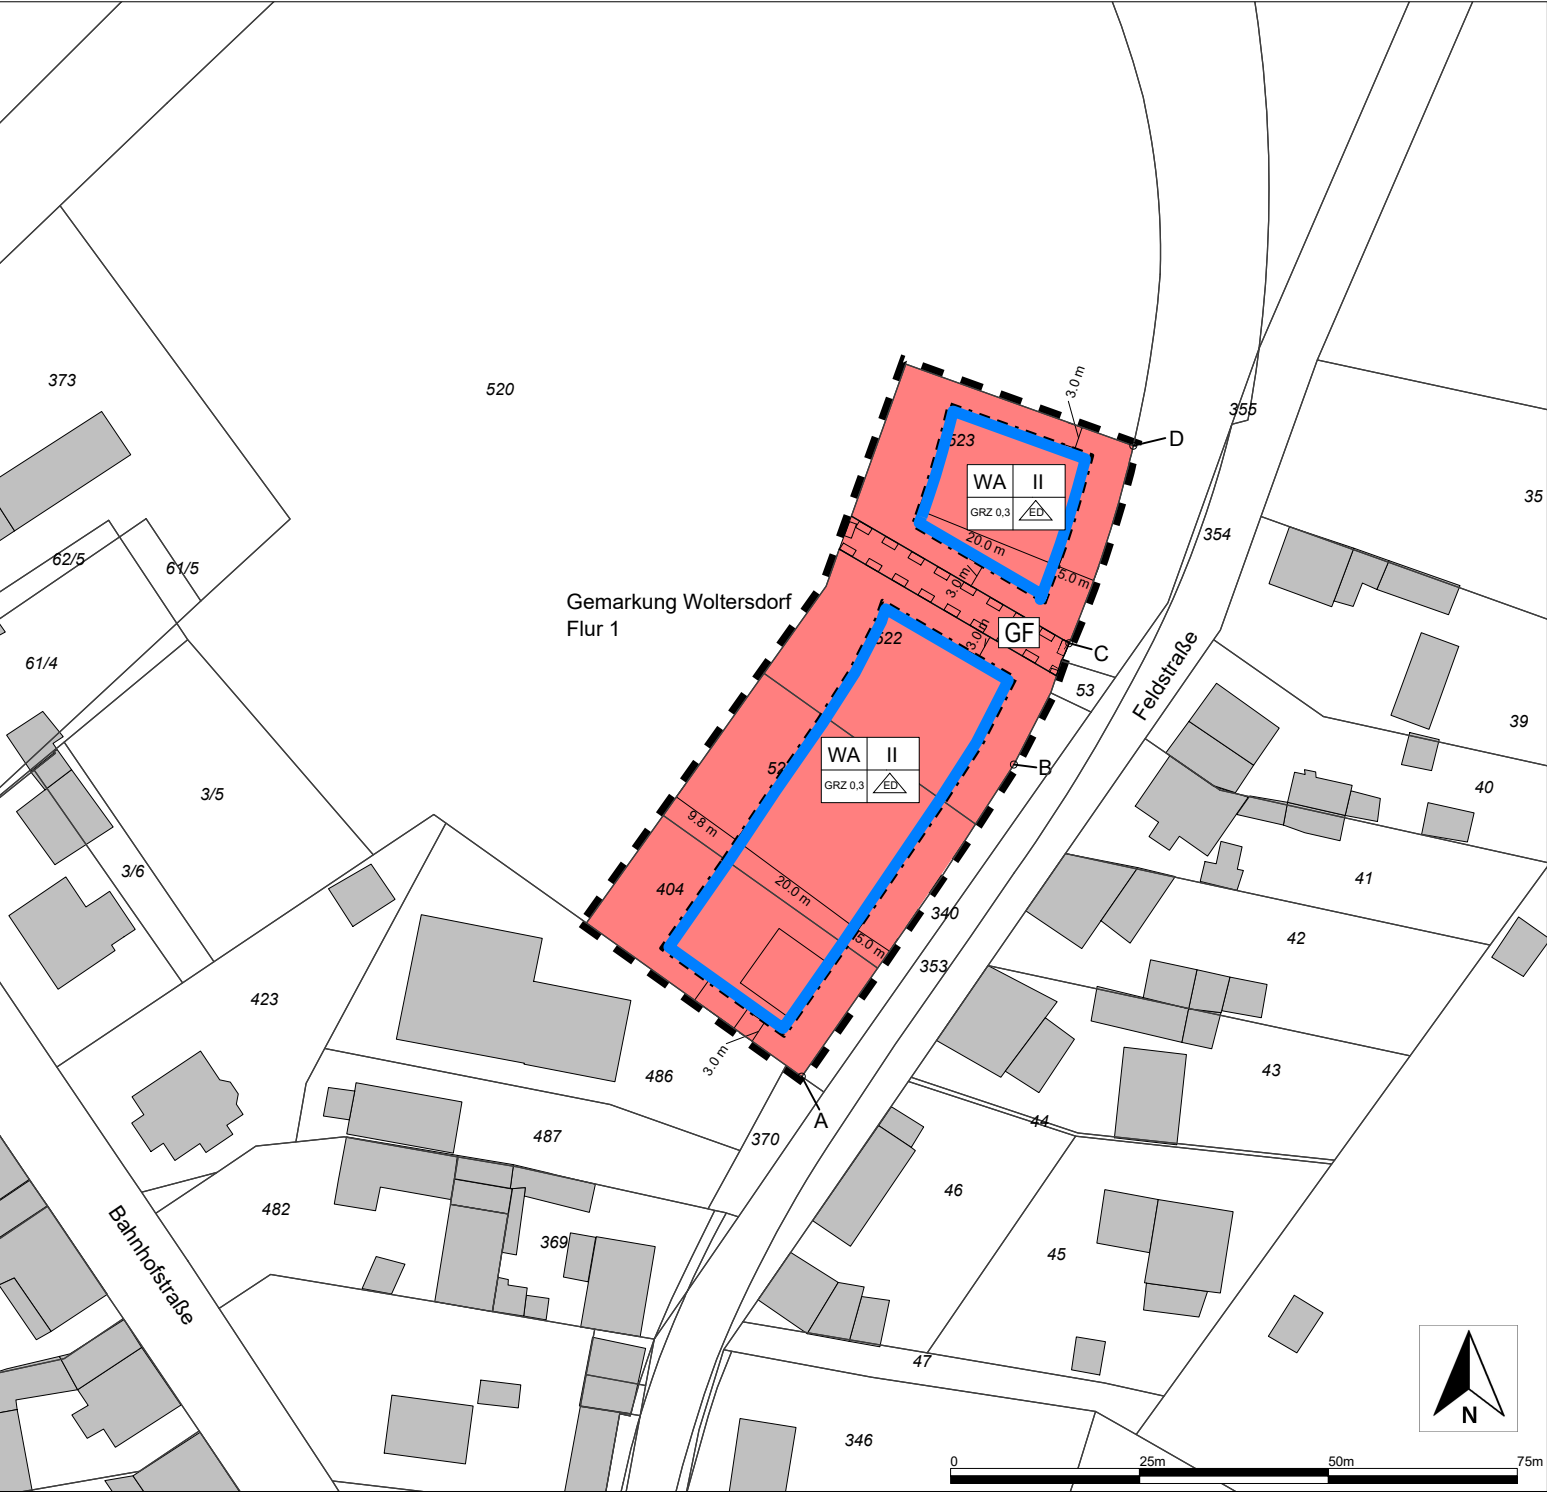 3.0 m
373
520
355
D
523
35
WA II
GRZ 0,3 ED
354
20.0 m
62/5
61/5
5.0 m
3.0 m
Gemarkung Woltersdorf
Flur 1
GF
3.0 m
522
C
61/4
Feldstraße
53
39
WA II
B
GRZ 0,3 ED
3/5
40
9.8 m
3/6
41
404
20.0 m
340
42
5.0 m
353
423
3.0 m
486
43
A
44
370
487
46
482
369
45
Bahnhofstraße
47
346
N
0 25m 50m 75m